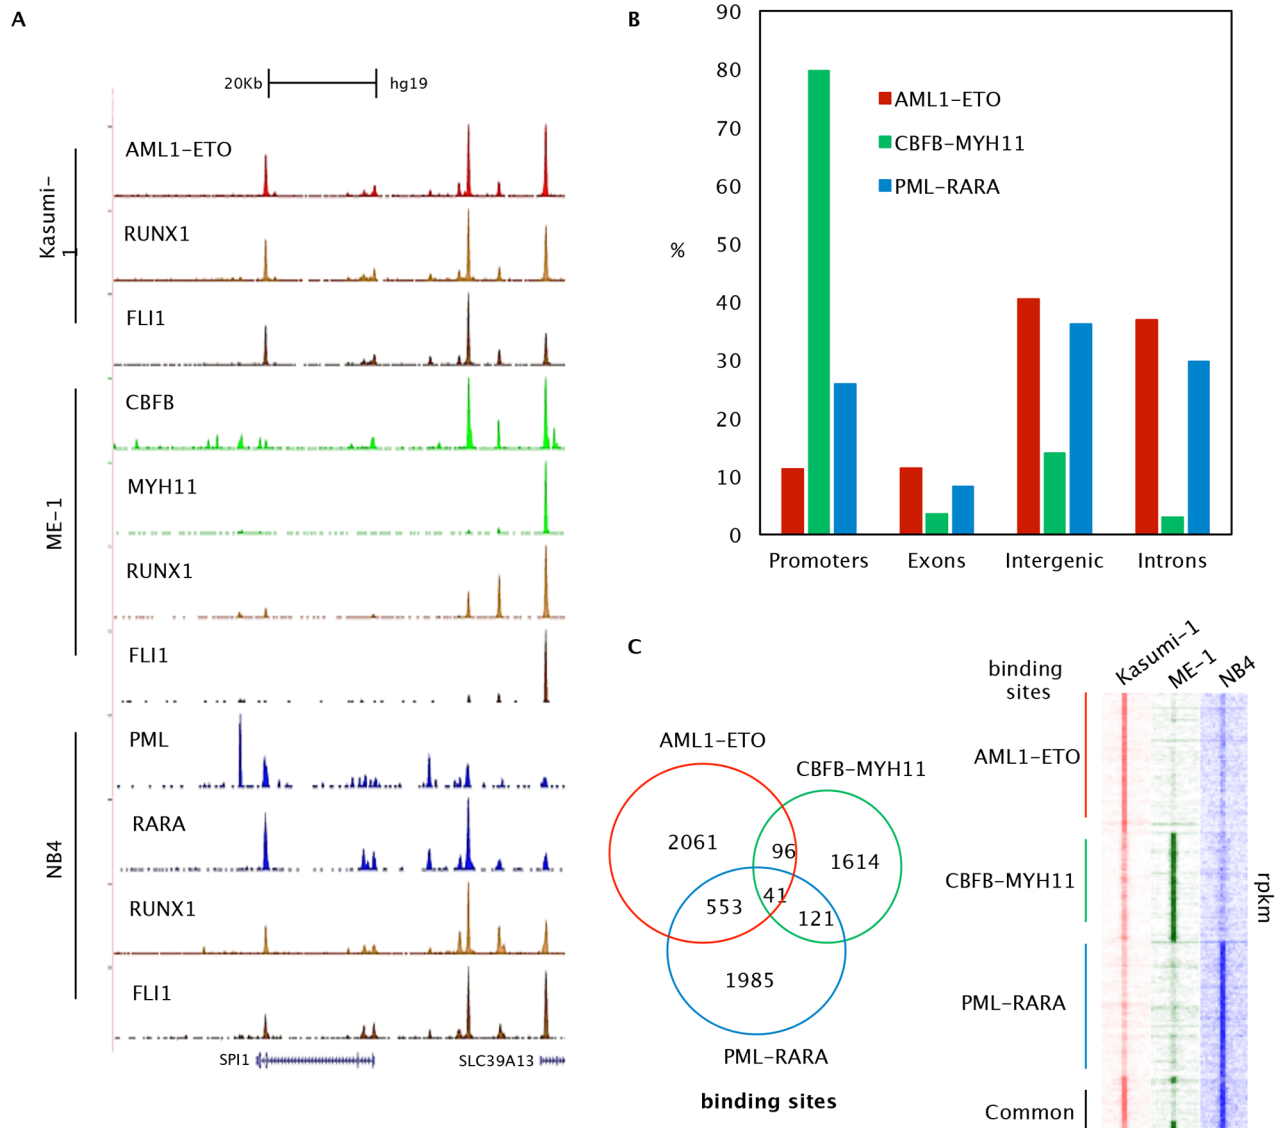 A
20Kb
hg19
Kasumi-
1
AML1-ETO
RUNX1
FLI1
ME-1
CBFB
MYH11
RUNX1
FLI1
NB4
PML
RARA
RUNX1
FLI1
SPI1
SLC39A13
B
%
90
80
70
60
50
40
30
20
10
0
AML1-ETO
CBFB-MYH11
PML-RARA
Promoters
Exons
Intergenic
Introns
C
AML1-ETO
CBFB-MYH11
2061
96
1614
41
553
121
1985
PML-RARA
binding sites
binding
sites
Kasumi-1
ME-1
NB4
AML1-ETO
CBFB-MYH11
PML-RARA
Common
rpkm